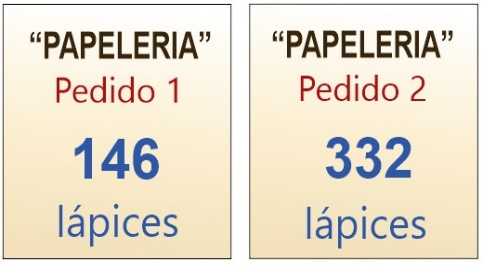 “PAPELERIA”
Pedido 1
146
lápices
“PAPELERIA”
Pedido 2
332
lápices